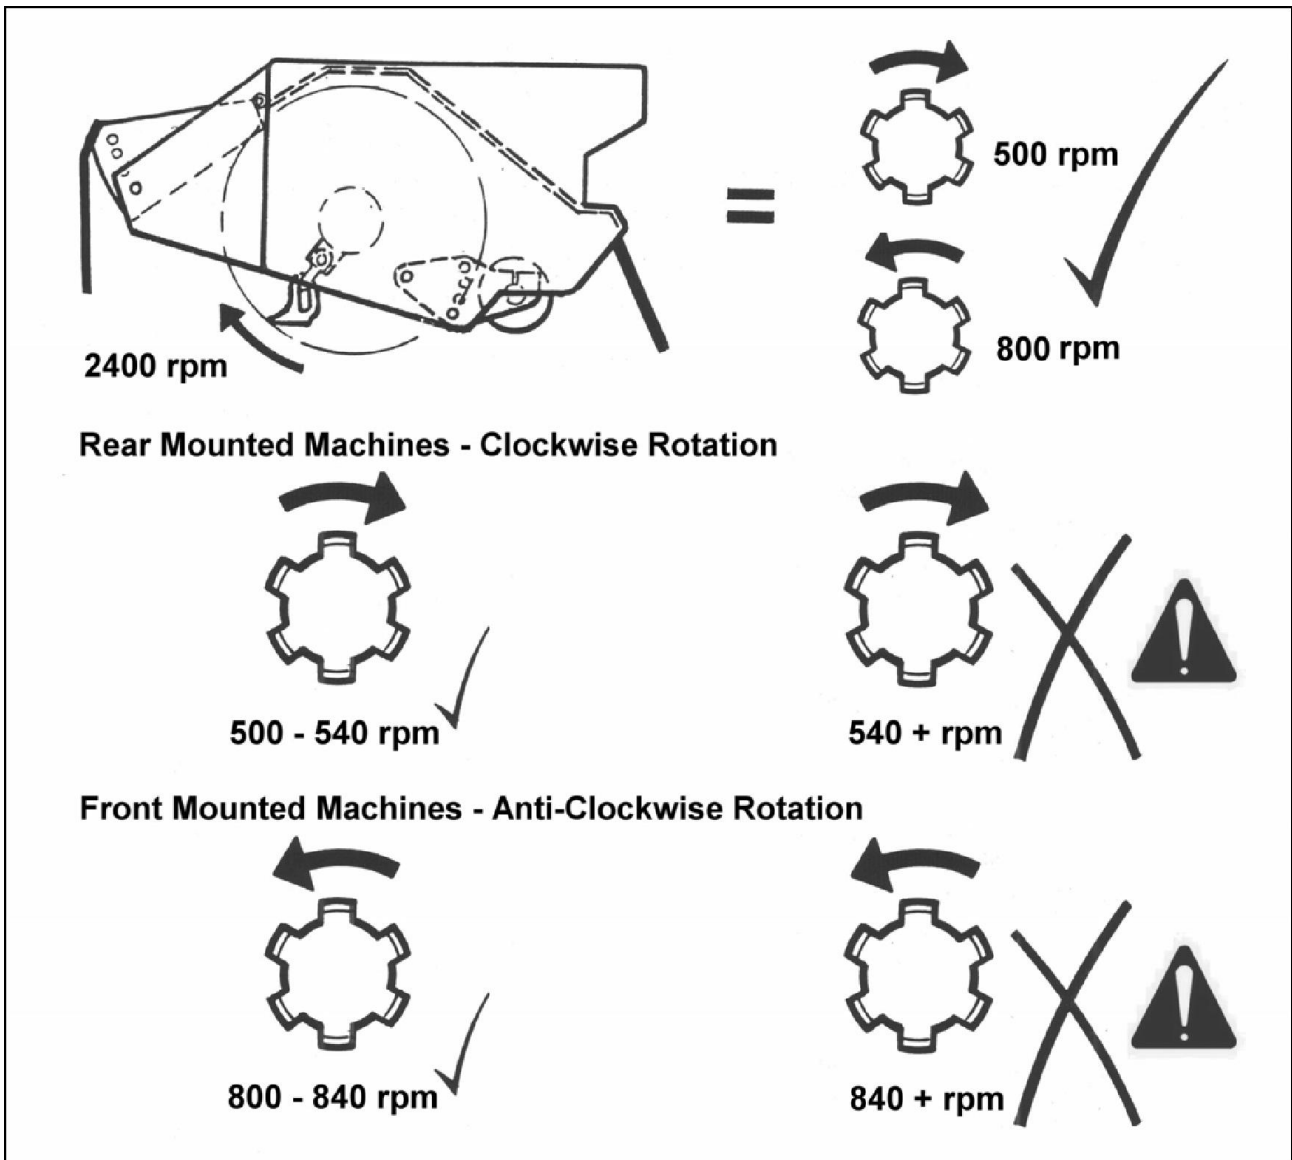 500 rpm
800 rpm
2400 rpm
Rear Mounted Machines - Clockwise Rotation
500 - 540 rpm
540 + rpm
Front Mounted Machines - Anti-Clockwise Rotation
800 - 840 rpm
840 + rpm